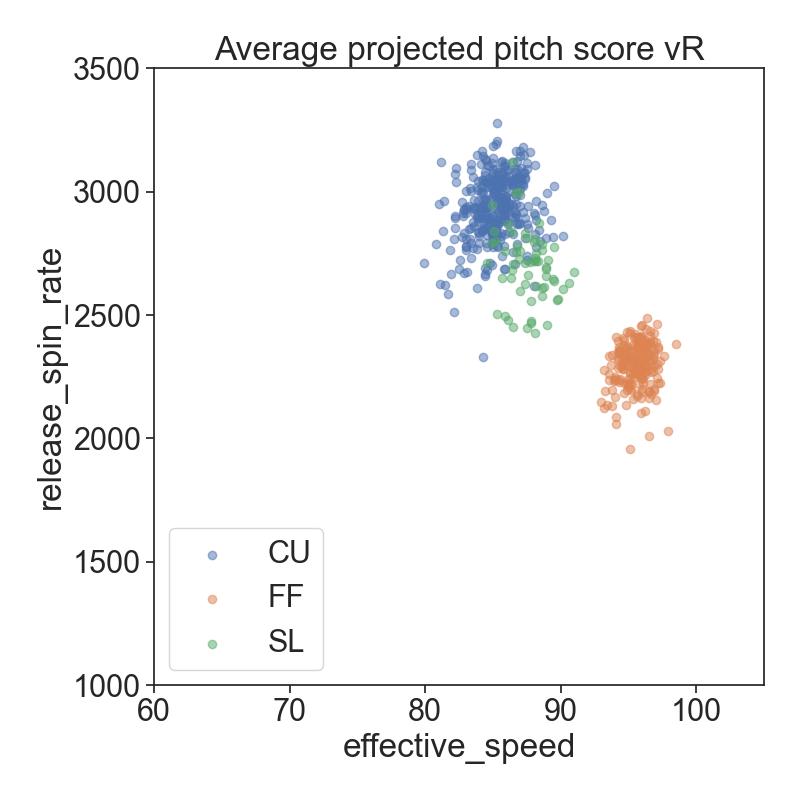 Average projected pitch score vR
3500
3000
2500
2000
1500
1000
release_spin_rate
CU
FF
SL
60 70 80 90 100
effective_speed